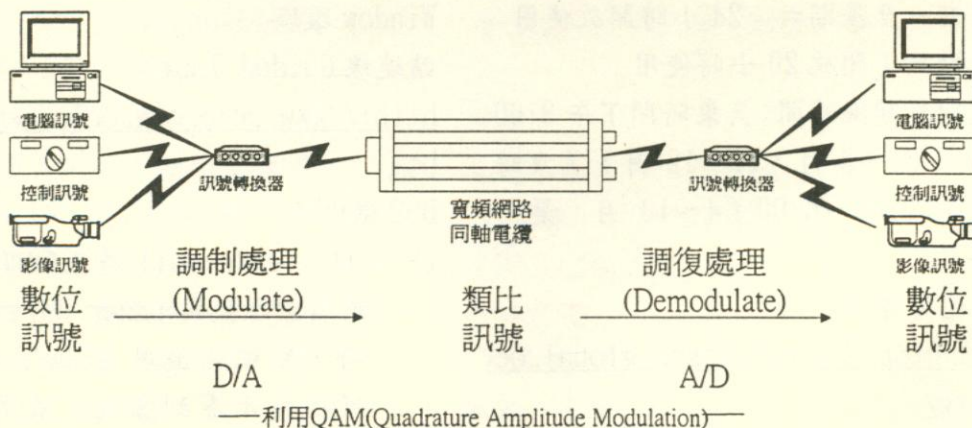 電腦訊號
控制訊號
影像訊號
數位
訊號
訊號轉換器
調制處理
(Modulate)
D/A
寬頻網路
同軸電纜
類比
訊號
訊號轉換器
調復處理
(Demodulate)
A/D
電腦訊號
控制訊號
影像訊號
數位
訊號
利用QAM(Quadrature Amplitude Modulation)